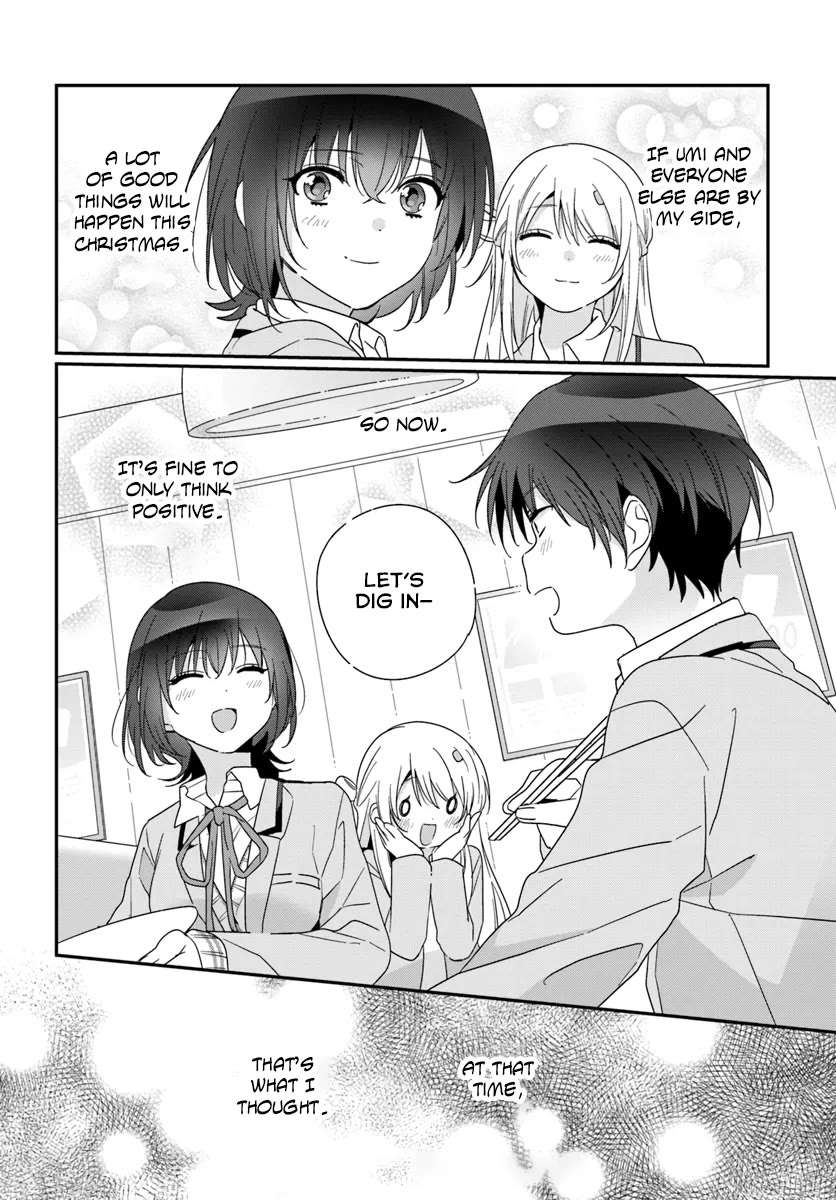 IF UMI AND
EVERYONE
ELSE ARE BY
MY SIDE,
A LOT
OF GOOD
THINGS WILL
HAPPEN THIS
CHRISTMAS.
SO NOW.
IT'S FINE TO
ONLY THINK
POSITIVE.
LET'S
DIG IN–
AT THAT
TIME,
THAT'S
WHAT I
THOUGHT.